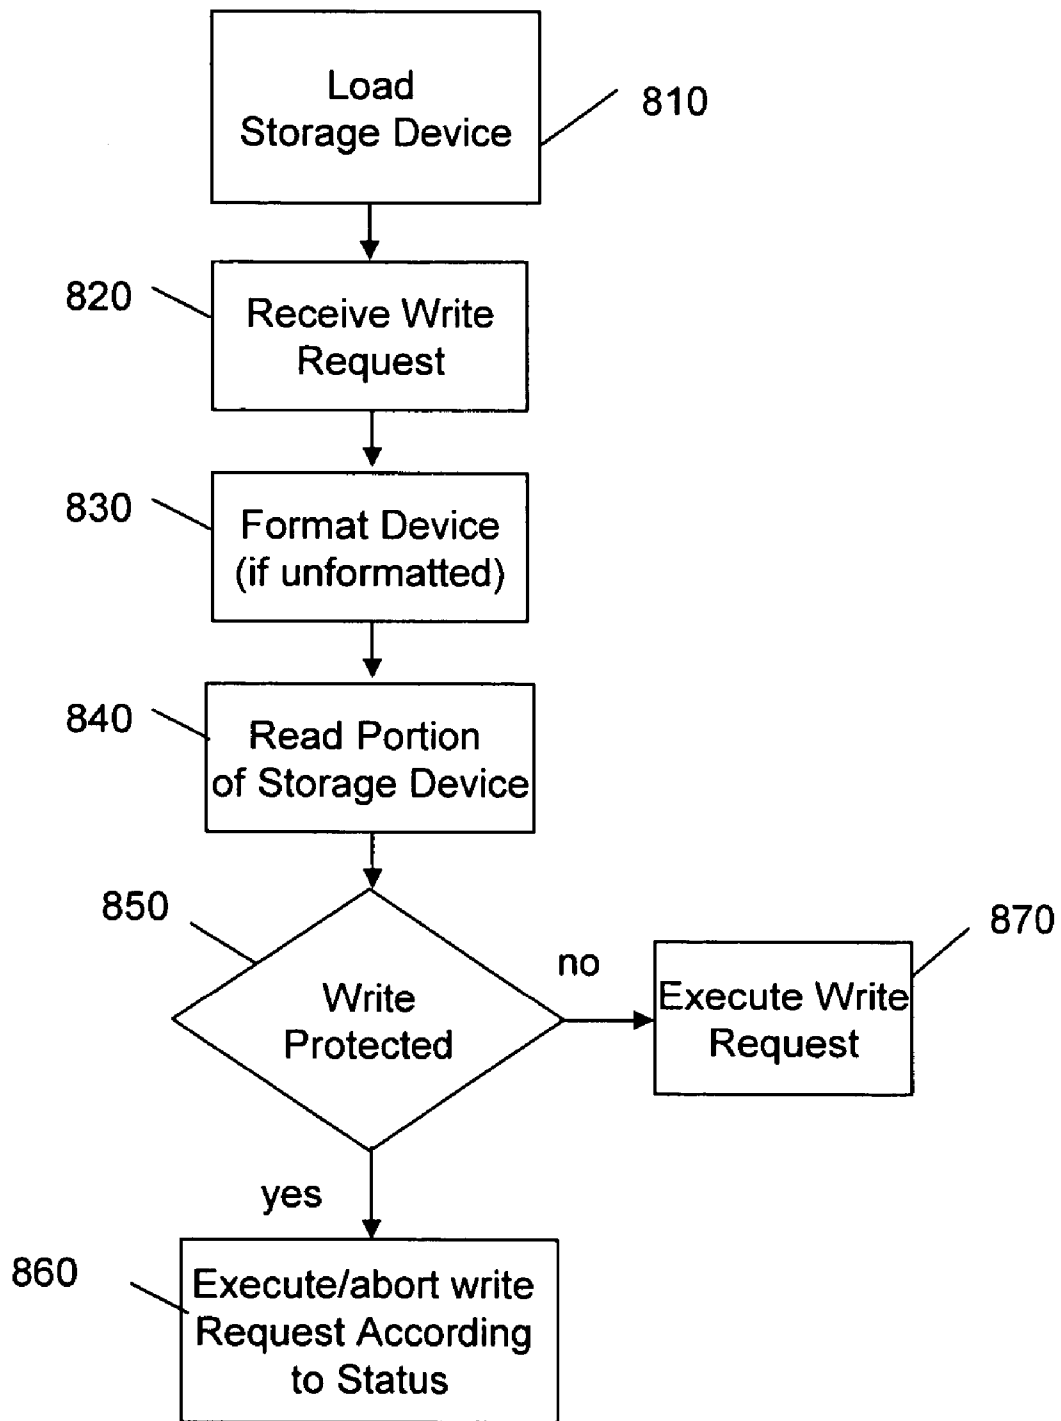 Load
Storage Device
810
820
Receive Write
Request
830
Format Device
(if unformatted)
840
Read Portion
of Storage Device
850
Write
Protected
no
870
Execute Write
Request
yes
860
Execute/abort write
Request According
to Status